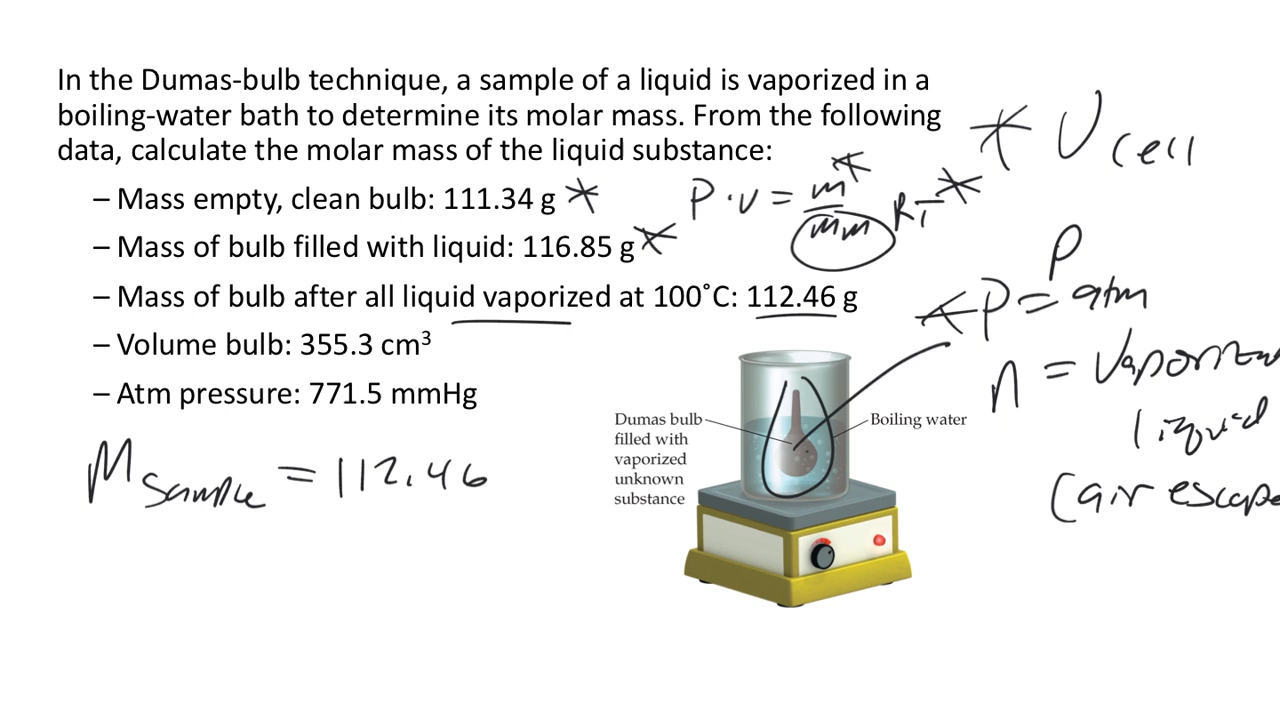 In the Dumas-bulb technique, a sample of a liquid is vaporized in a
boiling-water bath to determine its molar mass. From the following
data, calculate the molar mass of the liquid substance:
– Mass empty, clean bulb: 111.34 g *
– Mass of bulb filled with liquid: 116.85 g *
– Mass of bulb after all liquid vaporized at 100˚C: 112.46 g
– Volume bulb: 355.3 cm³
– Atm pressure: 771.5 mmHg
P·V = m* / Mm RT *
* V cell
* P = P atm
n =
liquid
(air escape
M sample = 112.46
Dumas bulb
filled with
vaporized
unknown
substance
Boiling water